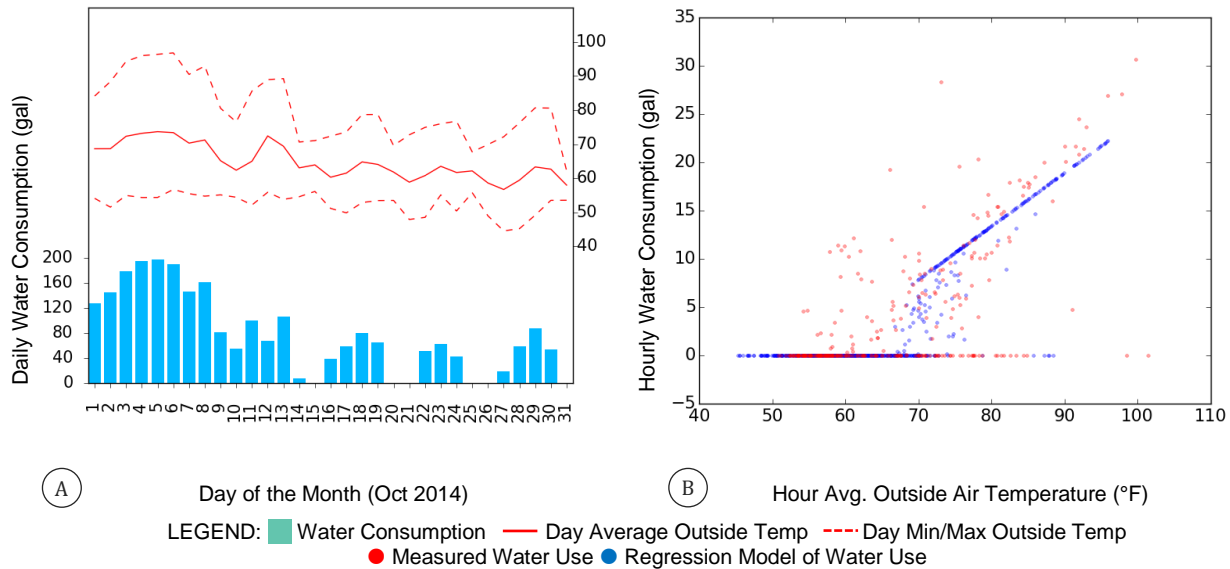 Daily Water Consumption (gal)
200
160
120
80
40
0
100
90
80
70
60
50
40
1 2 3 4 5 6 7 8 9 10 11 12 13 14 15 16 17 18 19 20 21 22 23 24 25 26 27 28 29 30 31
A
Day of the Month (Oct 2014)
Hourly Water Consumption (gal)
35
30
25
20
15
10
5
0
−5
40 50 60 70 80 90 100 110
B
Hour Avg. Outside Air Temperature (°F)
LEGEND: Water Consumption Day Average Outside Temp Day Min/Max Outside Temp
Measured Water Use Regression Model of Water Use